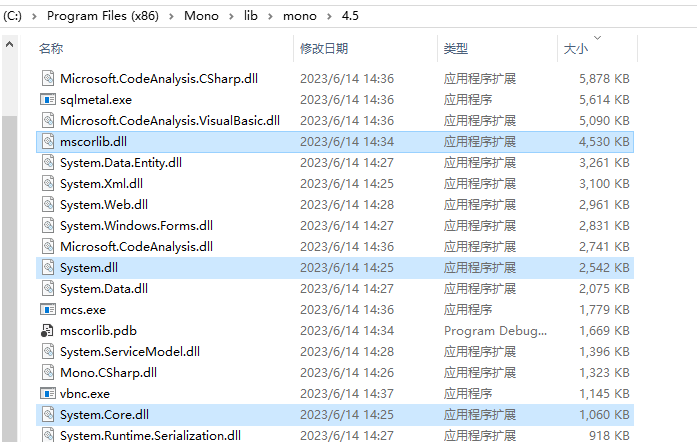 (C:) > Program Files (x86) > Mono > lib > mono > 4.5
名称 修改日期 类型 大小
Microsoft.CodeAnalysis.CSharp.dll 2023/6/14 14:36 应用程序扩展 5,878 KB
sqlmetal.exe 2023/6/14 14:36 应用程序 5,614 KB
Microsoft.CodeAnalysis.VisualBasic.dll 2023/6/14 14:36 应用程序扩展 5,090 KB
mscorlib.dll 2023/6/14 14:34 应用程序扩展 4,530 KB
System.Data.Entity.dll 2023/6/14 14:27 应用程序扩展 3,261 KB
System.Xml.dll 2023/6/14 14:25 应用程序扩展 3,100 KB
System.Web.dll 2023/6/14 14:28 应用程序扩展 2,961 KB
System.Windows.Forms.dll 2023/6/14 14:27 应用程序扩展 2,831 KB
Microsoft.CodeAnalysis.dll 2023/6/14 14:36 应用程序扩展 2,741 KB
System.dll 2023/6/14 14:25 应用程序扩展 2,542 KB
System.Data.dll 2023/6/14 14:27 应用程序扩展 2,075 KB
mcs.exe 2023/6/14 14:36 应用程序 1,779 KB
mscorlib.pdb 2023/6/14 14:34 Program Debug... 1,669 KB
System.ServiceModel.dll 2023/6/14 14:28 应用程序扩展 1,396 KB
Mono.CSharp.dll 2023/6/14 14:26 应用程序扩展 1,323 KB
vbnc.exe 2023/6/14 14:37 应用程序 1,145 KB
System.Core.dll 2023/6/14 14:25 应用程序扩展 1,060 KB
System.Runtime.Serialization.dll 2023/6/14 14:27 应用程序扩展 918 KB